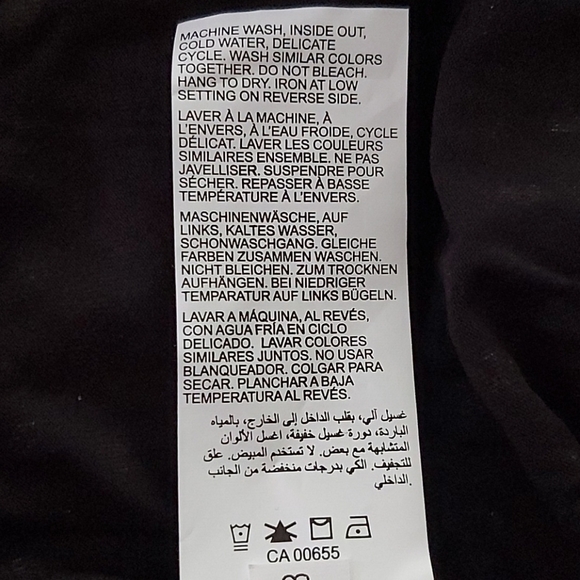 MACHINE WASH, INSIDE OUT,
COLD WATER, DELICATE
CYCLE. WASH SIMILAR COLORS
TOGETHER. DO NOT BLEACH.
HANG TO DRY. IRON AT LOW
SETTING ON REVERSE SIDE.
LAVER À LA MACHINE, À
L'ENVERS, À L'EAU FROIDE, CYCLE
DÉLICAT. LAVER LES COULEURS
SIMILAIRES ENSEMBLE. NE PAS
JAVELLISER. SUSPENDRE POUR
SÉCHER. REPASSER À BASSE
TEMPÉRATURE À L'ENVERS.
MASCHINENWÄSCHE, AUF
LINKS, KALTES WASSER,
SCHONWASCHGANG. GLEICHE
FARBEN ZUSAMMEN WASCHEN.
NICHT BLEICHEN. ZUM TROCKNEN
AUFHÄNGEN. BEI NIEDRIGER
TEMPARATUR AUF LINKS BÜGELN.
LAVAR A MÁQUINA, AL REVÉS,
CON AGUA FRÍA EN CICLO
DELICADO. LAVAR COLORES
SIMILARES JUNTOS. NO USAR
BLANQUEADOR. COLGAR PARA
SECAR. PLANCHAR A BAJA
TEMPERATURA AL REVÉS.
غسيل آلي، بقلب الداخل إلى الخارج، بالمياه
الباردة، دورة غسيل خفيفة، اغسل الألوان
المتشابهة مع بعض. لا تستخدم المبيض. علق
للتجفيف. الكي بدرجات منخفضة من الجانب
الداخلي.
CA 00655